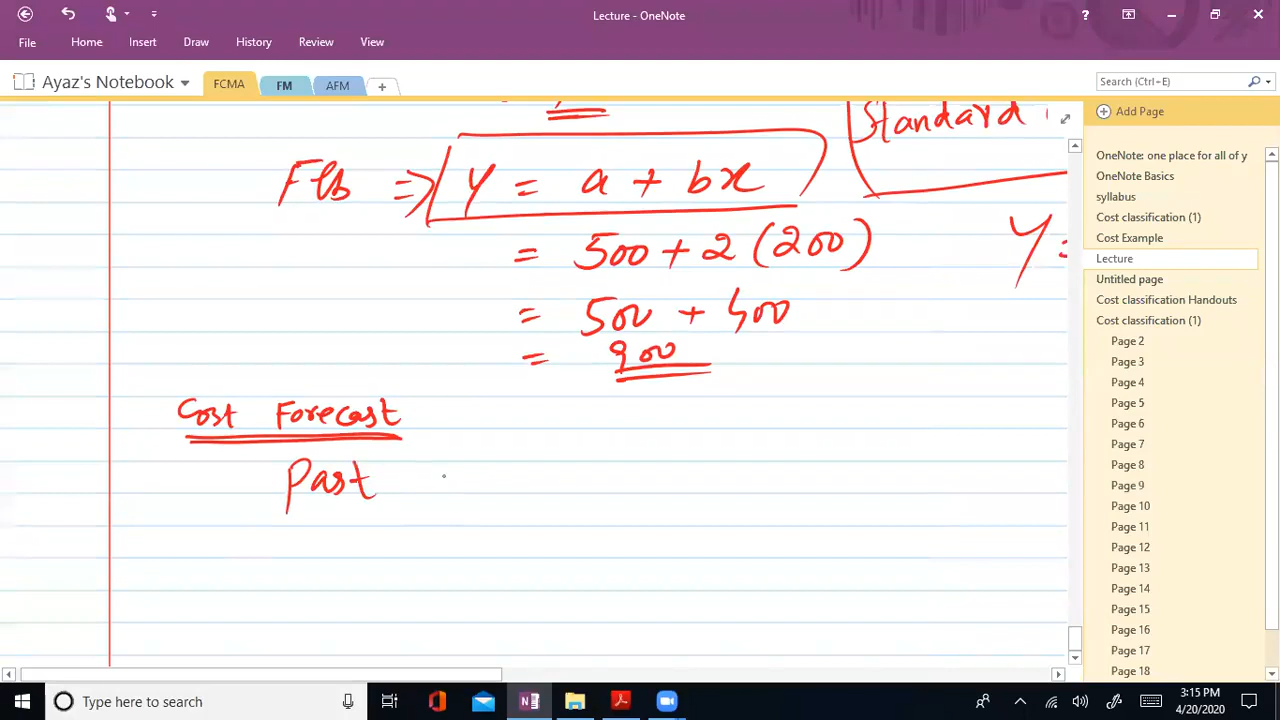 Lecture - OneNote
File Home Insert Draw History Review View
Ayaz's Notebook FCMA FM AFM + Search (Ctrl+E)
Add Page
Standard
Y = a + bx
= 500 + 2 (200)
Y =
= 500 + 400
= 900
Cost Forecast
Past
OneNote: one place for all of y
OneNote Basics
syllabus
Cost classification (1)
Cost Example
Lecture
Untitled page
Cost classification Handouts
Cost classification (1)
Page 2
Page 3
Page 4
Page 5
Page 6
Page 7
Page 8
Page 9
Page 10
Page 11
Page 12
Page 13
Page 14
Page 15
Page 16
Page 17
Page 18
Type here to search
3:15 PM
4/20/2020